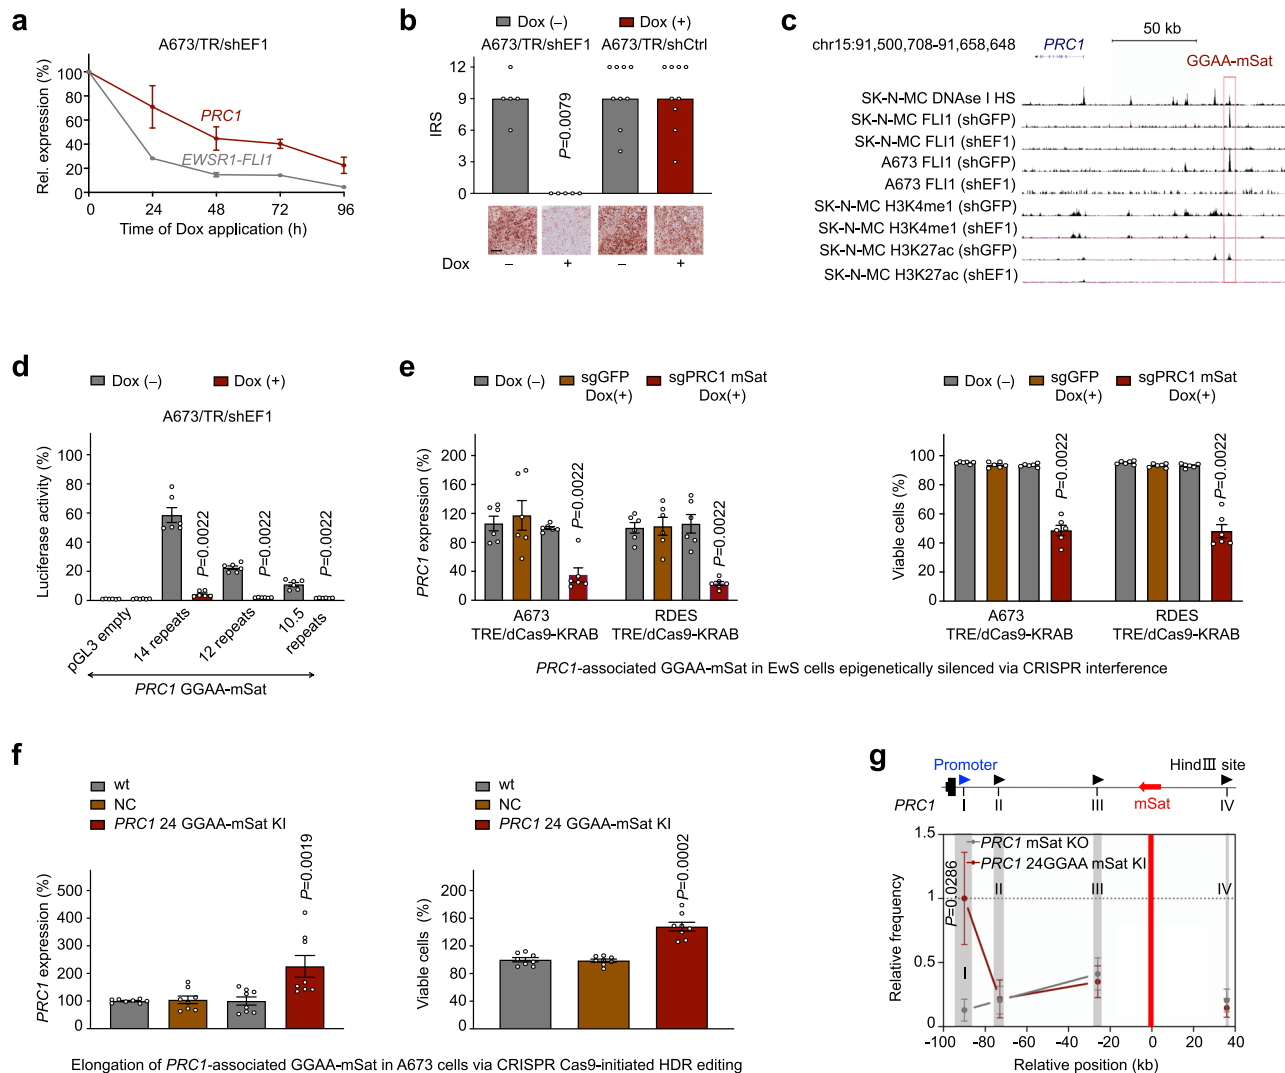 a
A673/TR/shEF1
Rel. expression (%)
100
80
60
40
20
0
PRC1
EWSR1-FLI1
0 24 48 72 96
Time of Dox application (h)
b
Dox (–) Dox (+)
A673/TR/shEF1 A673/TR/shCtrl
IRS
12
9
6
3
0
P=0.0079
Dox – + – +
c
50 kb
chr15:91,500,708-91,658,648 PRC1
GGAA-mSat
SK-N-MC DNAse I HS
SK-N-MC FLI1 (shGFP)
SK-N-MC FLI1 (shEF1)
A673 FLI1 (shGFP)
A673 FLI1 (shEF1)
SK-N-MC H3K4me1 (shGFP)
SK-N-MC H3K4me1 (shEF1)
SK-N-MC H3K27ac (shGFP)
SK-N-MC H3K27ac (shEF1)
d
Dox (–) Dox (+)
A673/TR/shEF1
Luciferase activity (%)
100
80
60
40
20
0
P=0.0022
P=0.0022
P=0.0022
pGL3 empty
14 repeats
12 repeats
10.5
repeats
PRC1 GGAA-mSat
e
Dox (–) sgGFP sgPRC1 mSat
Dox(+) Dox(+)
PRC1 expression (%)
200
160
120
80
40
0
P=0.0022
P=0.0022
A673 RDES
TRE/dCas9-KRAB TRE/dCas9-KRAB
Dox (–) sgGFP sgPRC1 mSat
Dox(+) Dox(+)
Viable cells (%)
100
80
60
40
20
0
P=0.0022
P=0.0022
A673 RDES
TRE/dCas9-KRAB TRE/dCas9-KRAB
PRC1-associated GGAA-mSat in EwS cells epigenetically silenced via CRISPR interference
f
wt
NC
PRC1 24 GGAA-mSat KI
PRC1 expression (%)
500
400
300
200
100
0
P=0.0019
wt
NC
PRC1 24 GGAA-mSat KI
Viable cells (%)
200
160
120
80
40
0
P=0.0002
Elongation of PRC1-associated GGAA-mSat in A673 cells via CRISPR Cas9-initiated HDR editing
g
Promoter HindIII site
PRC1 I II III mSat IV
Relative frequency
1.5
1
0.5
0
PRC1 mSat KO
PRC1 24GGAA mSat KI
P=0.0286
I
II
III
IV
-100 -80 -60 -40 -20 0 20 40
Relative position (kb)